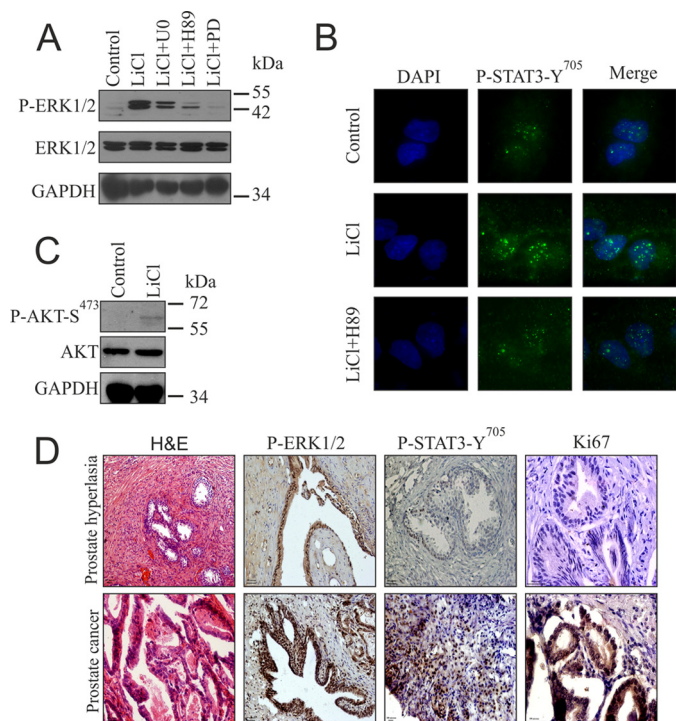 A
Control
LiCl
LiCl+U0
LiCl+H89
LiCl+PD
kDa
P-ERK1/2
55
42
ERK1/2
GAPDH
34
B
DAPI
P-STAT3-Y705
Merge
Control
LiCl
LiCl+H89
C
Control
LiCl
kDa
P-AKT-S473
72
55
AKT
GAPDH
34
D
H&E
P-ERK1/2
P-STAT3-Y705
Ki67
Prostate hyperlasia
Prostate cancer